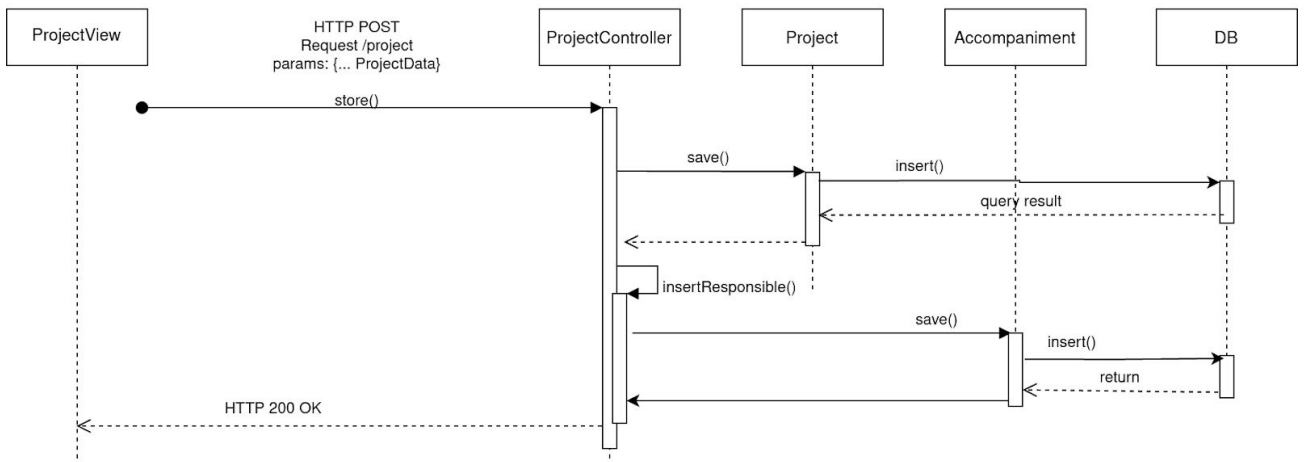 ProjectView
HTTP POST
Request /project
params: {... ProjectData}
ProjectController
Project
Accompaniment
DB
store()
save()
insert()
query result
insertResponsible()
save()
insert()
return
HTTP 200 OK